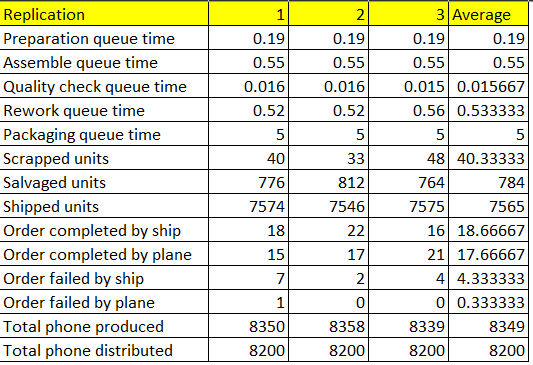 Replication 1 2 3 Average
Preparation queue time 0.19 0.19 0.19 0.19
Assemble queue time 0.55 0.55 0.55 0.55
Quality check queue time 0.016 0.016 0.015 0.015667
Rework queue time 0.52 0.52 0.56 0.533333
Packaging queue time 5 5 5 5
Scrapped units 40 33 48 40.33333
Salvaged units 776 812 764 784
Shipped units 7574 7546 7575 7565
Order completed by ship 18 22 16 18.66667
Order completed by plane 15 17 21 17.66667
Order failed by ship 7 2 4 4.333333
Order failed by plane 1 0 0 0.333333
Total phone produced 8350 8358 8339 8349
Total phone distributed 8200 8200 8200 8200